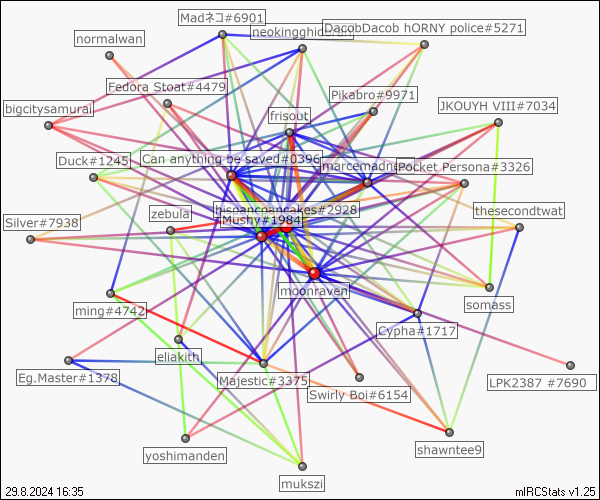 Madネコ#6901
DacobDacob hORNY police#5271
normalwan
Fedora Stoat#4479
Pikabro#9971
bigcitysamurai
JKOUYH VIII#7034
frisout
Duck#1245
Can anything be saved#0396
Pocket Persona#3326
zebula
hispanicpancakes#2928
thesecondtwat
Mushy#1984
Silver#7938
moonraven
ming#4742
somass
Cypha#1717
eliakith
Eg.Master#1378
Majestic#3375
LPK2387 #7690
Swirly Boi#6154
shawntee9
yoshimanden
mukszi
29.8.2024 16:35
mIRCStats v1.25